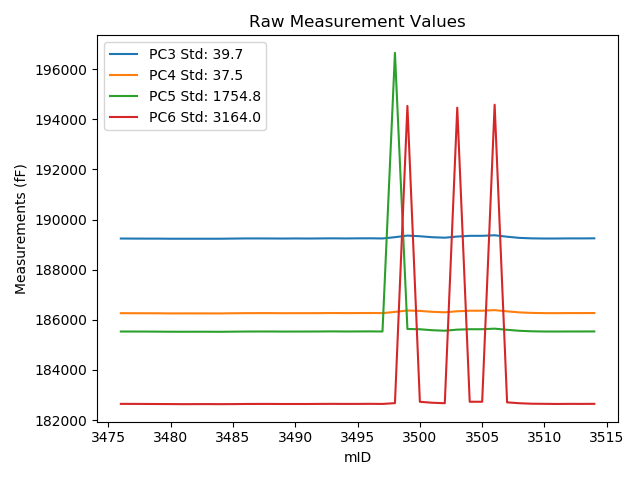 Raw Measurement Values
PC3 Std: 39.7
PC4 Std: 37.5
PC5 Std: 1754.8
PC6 Std: 3164.0
Measurements (fF)
196000
194000
192000
190000
188000
186000
184000
182000
3475 3480 3485 3490 3495 3500 3505 3510 3515
mID